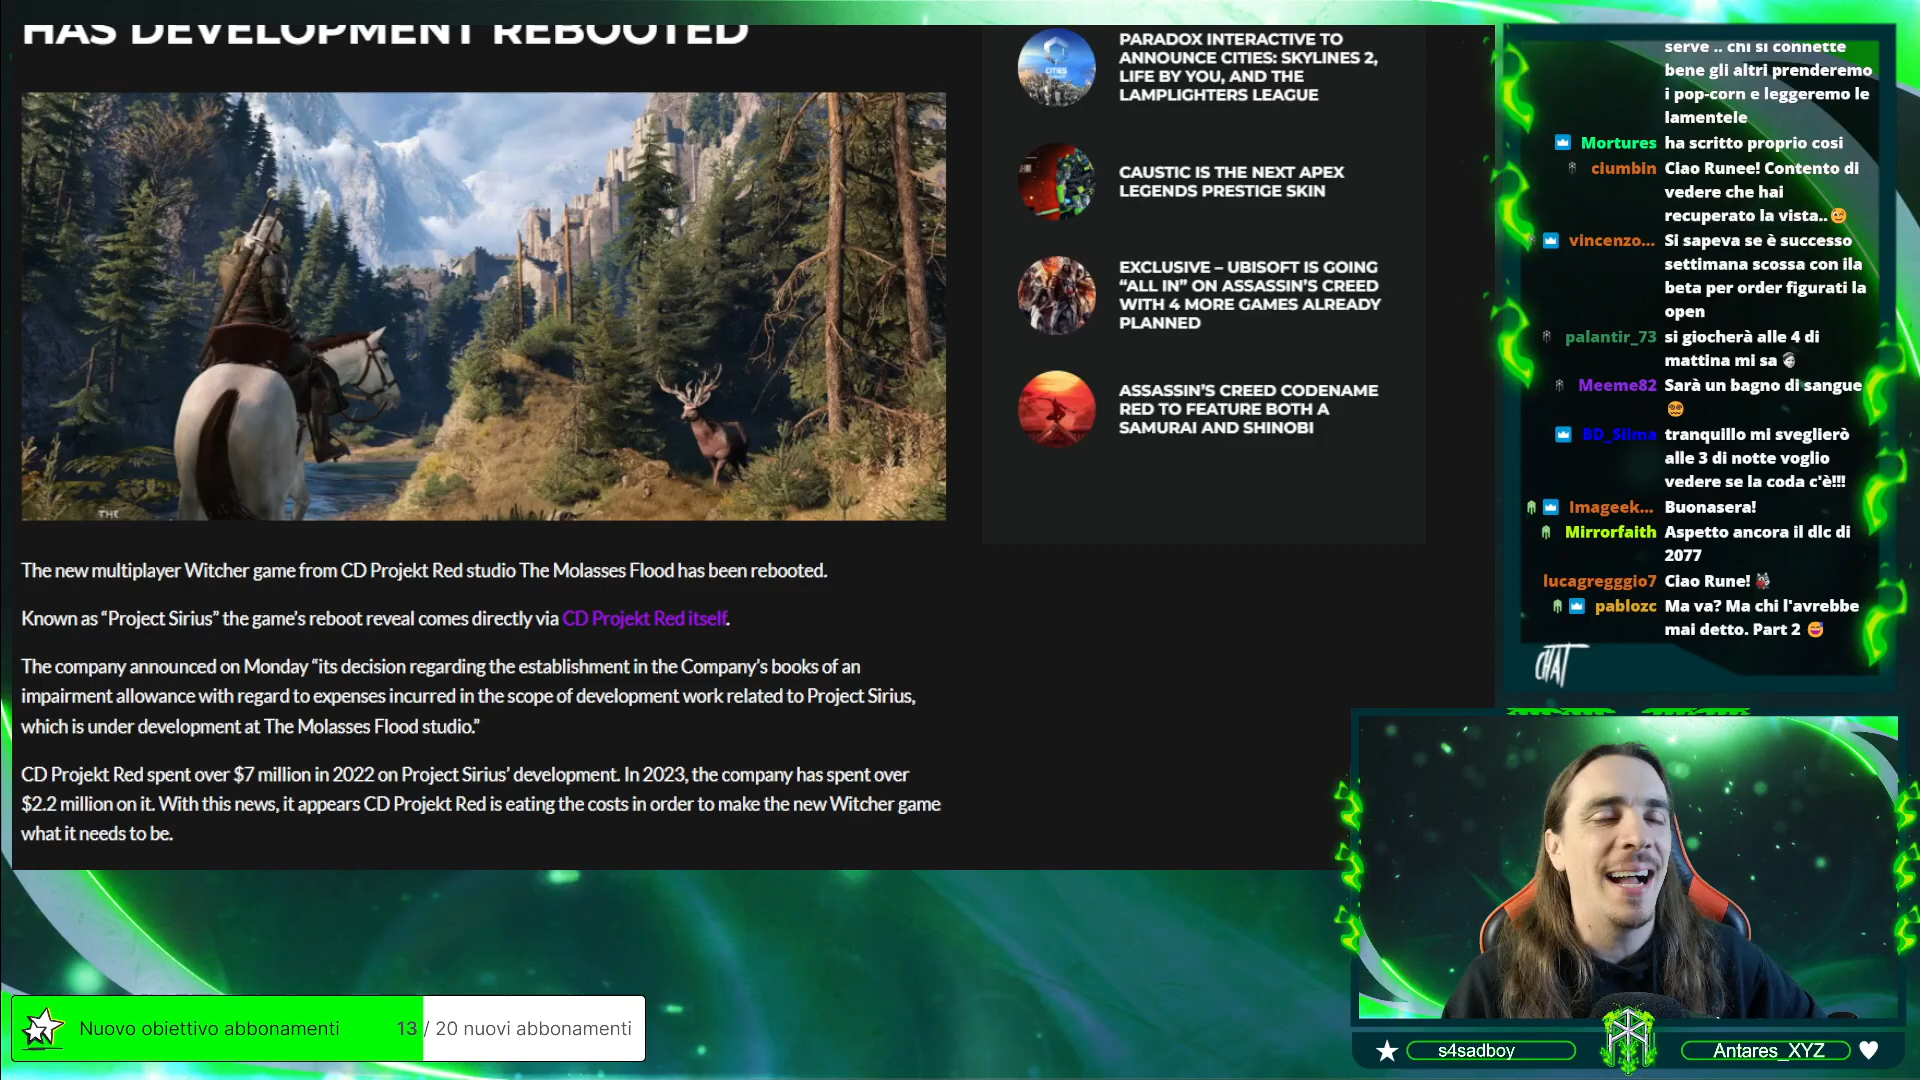 HAS DEVELOPMENT REBOOTED
THE
The new multiplayer Witcher game from CD Projekt Red studio The Molasses Flood has been rebooted.
Known as “Project Sirius” the game’s reboot reveal comes directly via CD Projekt Red itself.
The company announced on Monday “its decision regarding the establishment in the Company’s books of an
impairment allowance with regard to expenses incurred in the scope of development work related to Project Sirius,
which is under development at The Molasses Flood studio.”
CD Projekt Red spent over $7 million in 2022 on Project Sirius’ development. In 2023, the company has spent over
$2.2 million on it. With this news, it appears CD Projekt Red is eating the costs in order to make the new Witcher game
what it needs to be.
PARADOX INTERACTIVE TO
ANNOUNCE CITIES: SKYLINES 2,
LIFE BY YOU, AND THE
LAMPLIGHTERS LEAGUE
CAUSTIC IS THE NEXT APEX
LEGENDS PRESTIGE SKIN
EXCLUSIVE – UBISOFT IS GOING
“ALL IN” ON ASSASSIN’S CREED
WITH 4 MORE GAMES ALREADY
PLANNED
ASSASSIN’S CREED CODENAME
RED TO FEATURE BOTH A
SAMURAI AND SHINOBI
serve .. chi si connette
bene gli altri prenderemo
i pop-corn e leggeremo le
lamentele
Mortures ha scritto proprio cosi
ciumbin Ciao Runee! Contento di
vedere che hai
recuperato la vista..
vincenzo... Si sapeva se è successo
settimana scossa con ila
beta per order figurati la
open
palantir_73 si giocherà alle 4 di
mattina mi sa
Meeme82 Sarà un bagno di sangue
BD_Silma tranquillo mi sveglierò
alle 3 di notte voglio
vedere se la coda c'è!!!
Imageek... Buonasera!
Mirrorfaith Aspetto ancora il dlc di
2077
lucagregggio7 Ciao Rune!
pablozc Ma va? Ma chi l'avrebbe
mai detto. Part 2
CHAT
Nuovo obiettivo abbonamenti 13 / 20 nuovi abbonamenti
s4sadboy
Antares_XYZ